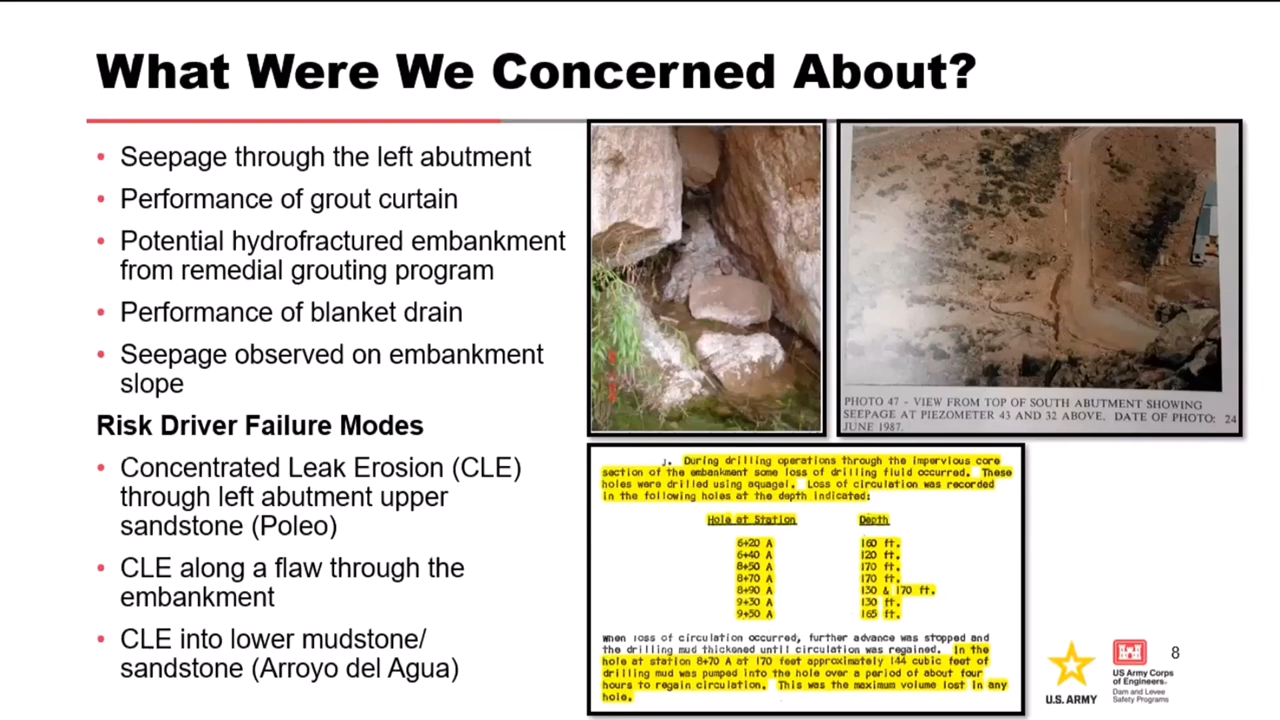 What Were We Concerned About?
• Seepage through the left abutment
• Performance of grout curtain
• Potential hydrofractured embankment
from remedial grouting program
• Performance of blanket drain
• Seepage observed on embankment
slope
Risk Driver Failure Modes
• Concentrated Leak Erosion (CLE)
through left abutment upper
sandstone (Poleo)
• CLE along a flaw through the
embankment
• CLE into lower mudstone/
sandstone (Arroyo del Agua)
PHOTO 47 - VIEW FROM TOP OF SOUTH ABUTMENT SHOWING
SEEPAGE AT PIEZOMETER 43 AND 32 ABOVE. DATE OF PHOTO: 24
JUNE 1987.
j. During drilling operations through the impervious core
section of the embankment some loss of drilling fluid occurred. These
holes were drilled using aquagel. Loss of circulation was recorded
in the following holes at the depth indicated:
Hole at Station Depth
6+20 A 160 ft.
6+40 A 120 ft.
8+50 A 170 ft.
8+70 A 170 ft.
8+90 A 130 & 170 ft.
9+30 A 130 ft.
9+50 A 165 ft.
When loss of circulation occurred, further advance was stopped and
the drilling mud thickened until circulation was regained. In the
hole at station 8+70 A at 170 feet approximately 144 cubic feet of
drilling mud was pumped into the hole over a period of about four
hours to regain circulation. This was the maximum volume lost in any
hole.
U.S. ARMY
US Army Corps
of Engineers®
Dam and Levee
Safety Programs
8